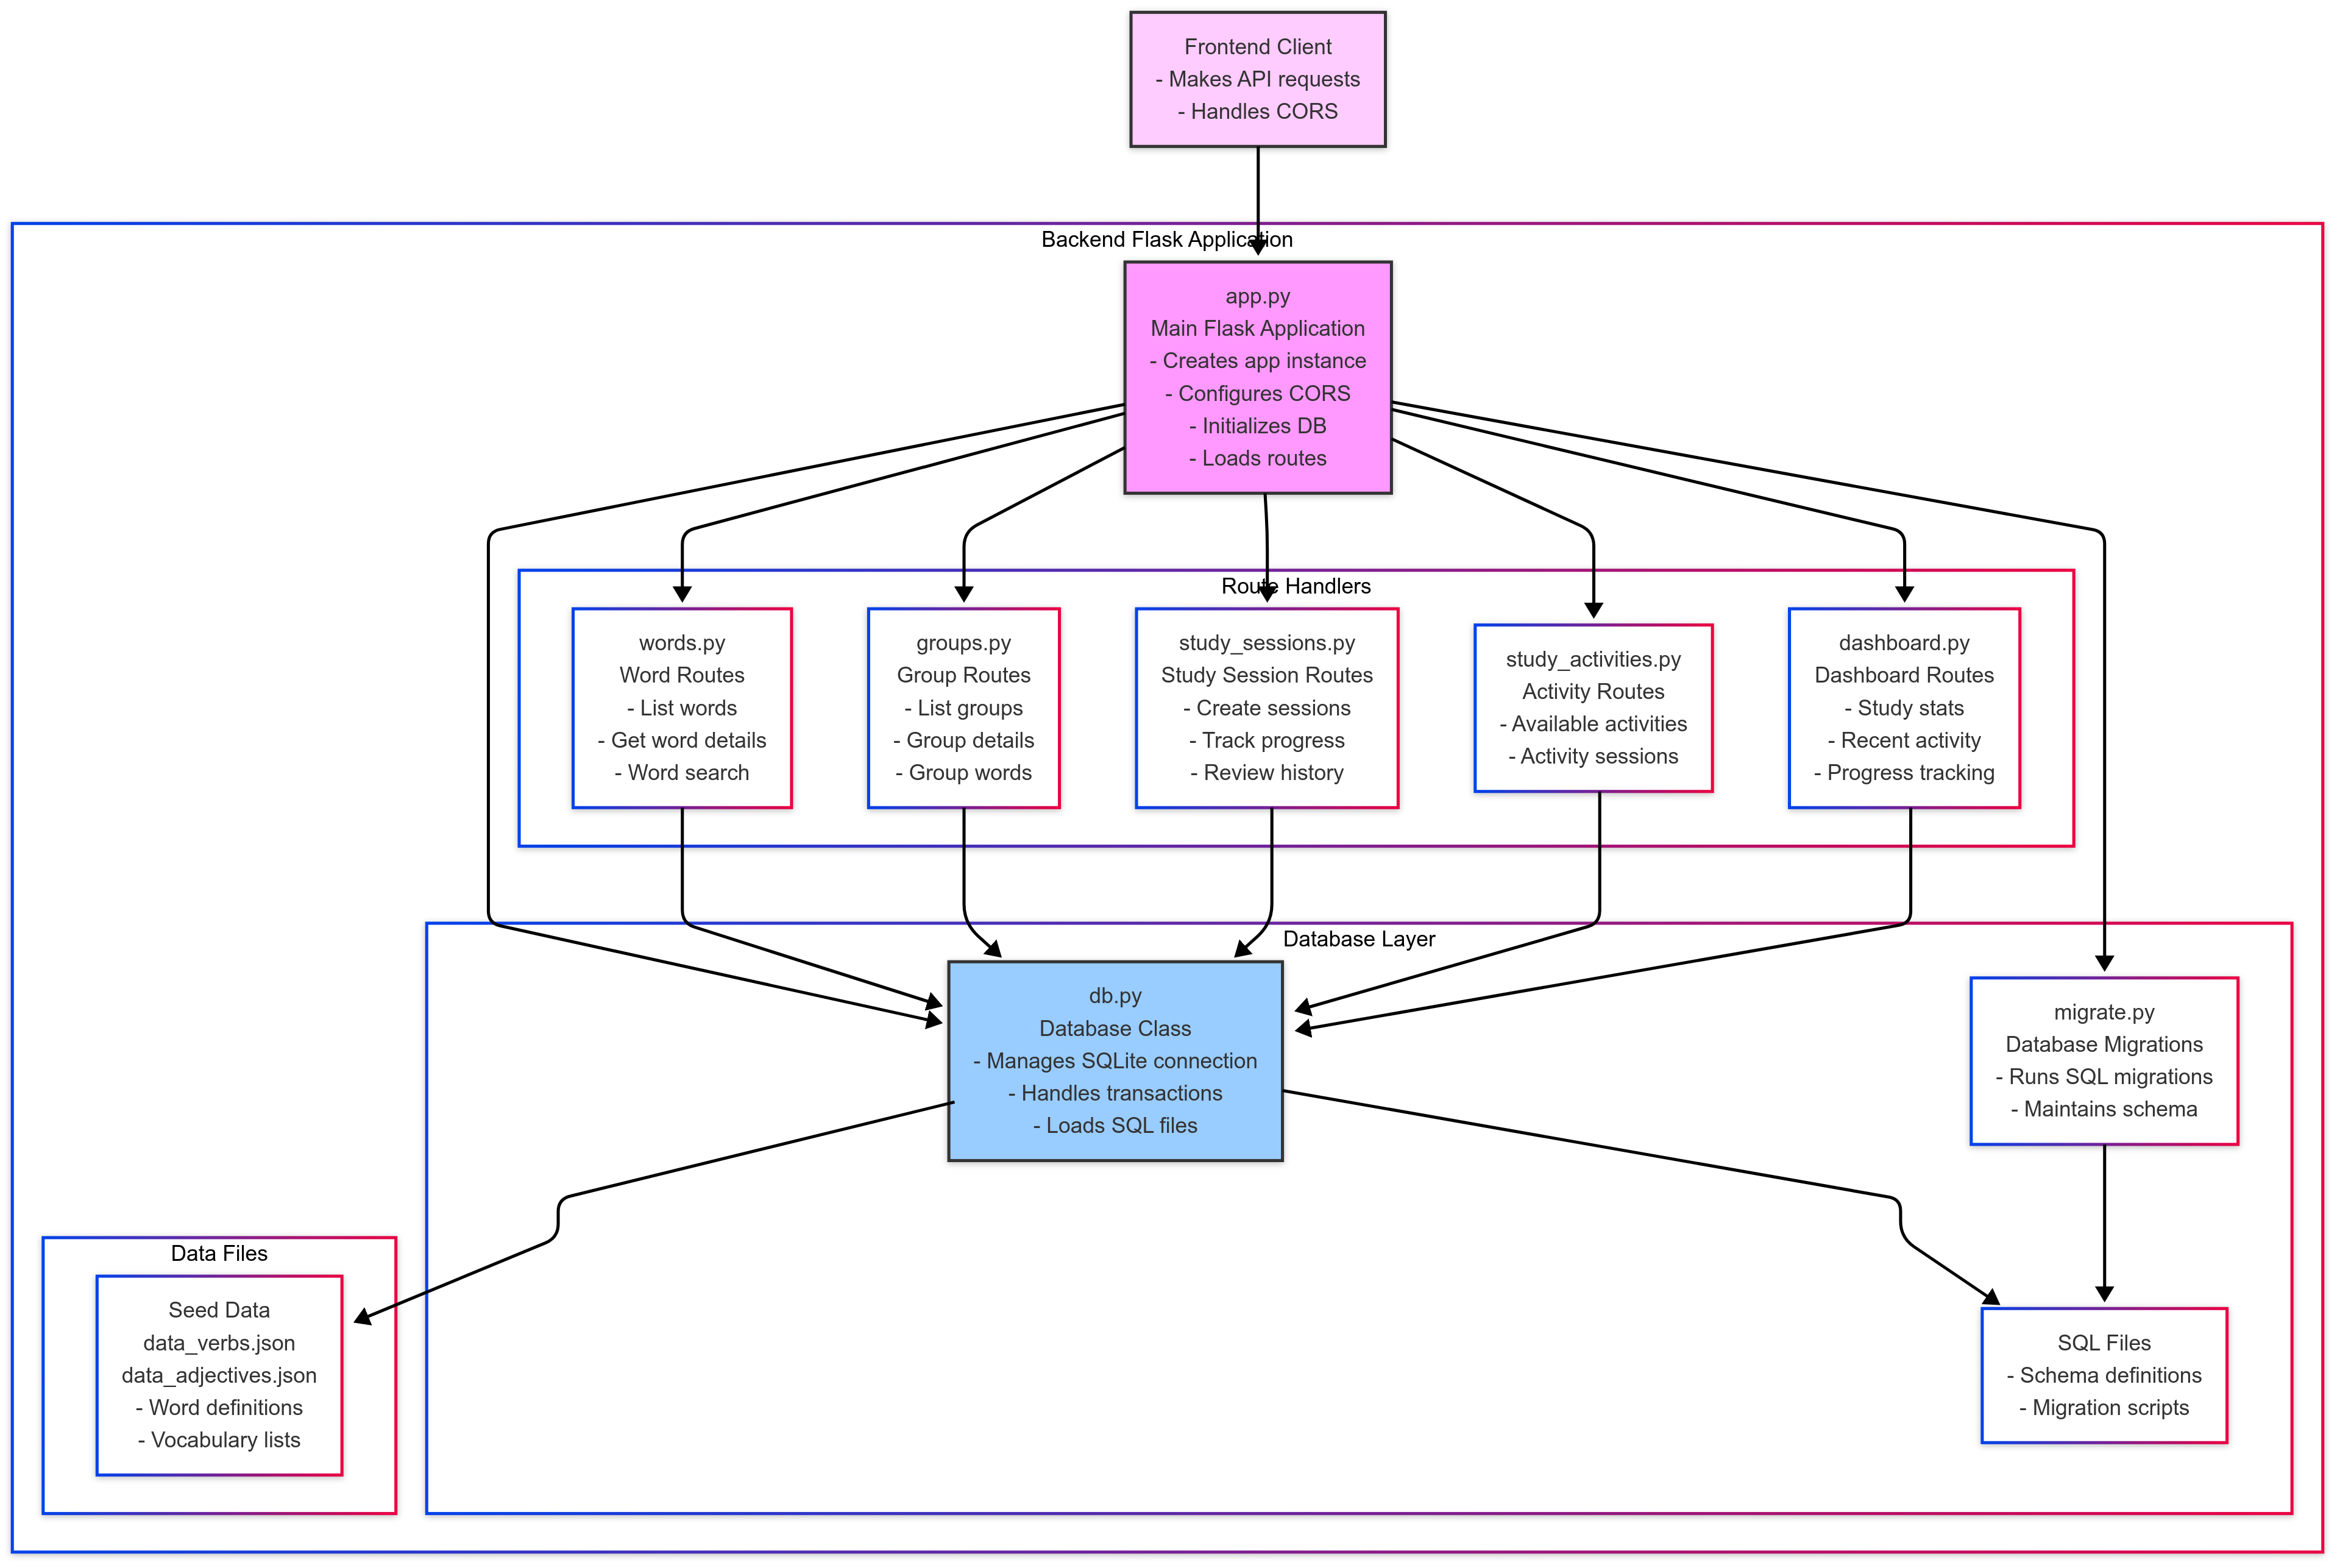 Frontend Client
- Makes API requests
- Handles CORS
Backend Flask Application
app.py
Main Flask Application
- Creates app instance
- Configures CORS
- Initializes DB
- Loads routes
Route Handlers
words.py
Word Routes
- List words
- Get word details
- Word search
groups.py
Group Routes
- List groups
- Group details
- Group words
study_sessions.py
Study Session Routes
- Create sessions
- Track progress
- Review history
study_activities.py
Activity Routes
- Available activities
- Activity sessions
dashboard.py
Dashboard Routes
- Study stats
- Recent activity
- Progress tracking
Database Layer
db.py
Database Class
- Manages SQLite connection
- Handles transactions
- Loads SQL files
migrate.py
Database Migrations
- Runs SQL migrations
- Maintains schema
Data Files
Seed Data
data_verbs.json
data_adjectives.json
- Word definitions
- Vocabulary lists
SQL Files
- Schema definitions
- Migration scripts